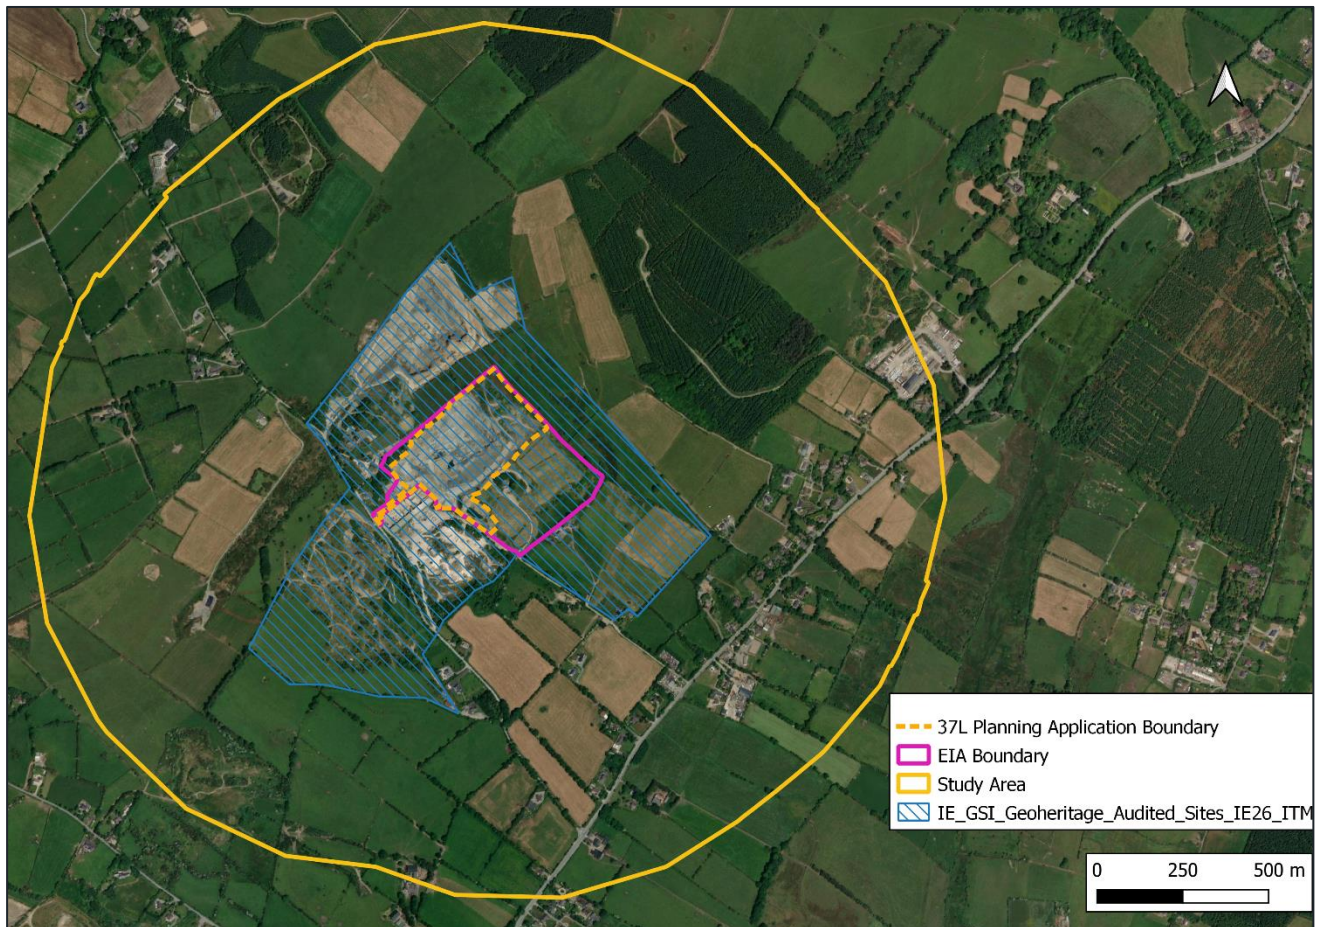 37L Planning Application Boundary
EIA Boundary
Study Area
IE_GSI_Geoheritage_Audited_Sites_IE26_ITM
0 250 500 m